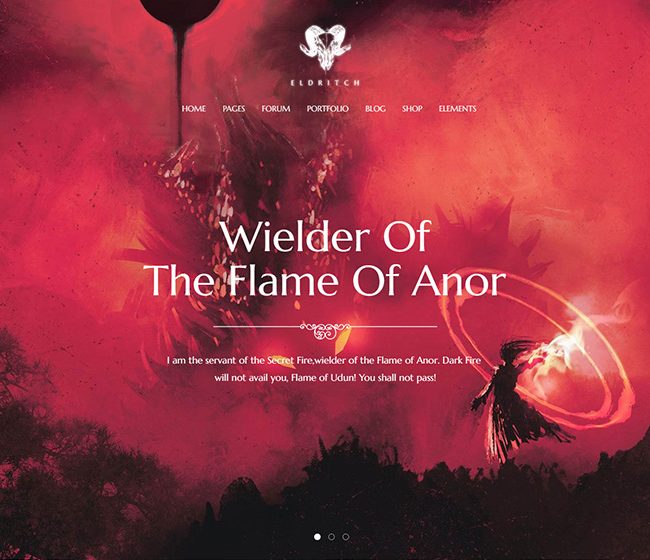 ELDRITCH
HOME PAGES FORUM PORTFOLIO BLOG SHOP ELEMENTS
Wielder Of
The Flame Of Anor
I am the servant of the Secret Fire,wielder of the Flame of Anor. Dark Fire
will not avail you, Flame of Udun! You shall not pass!